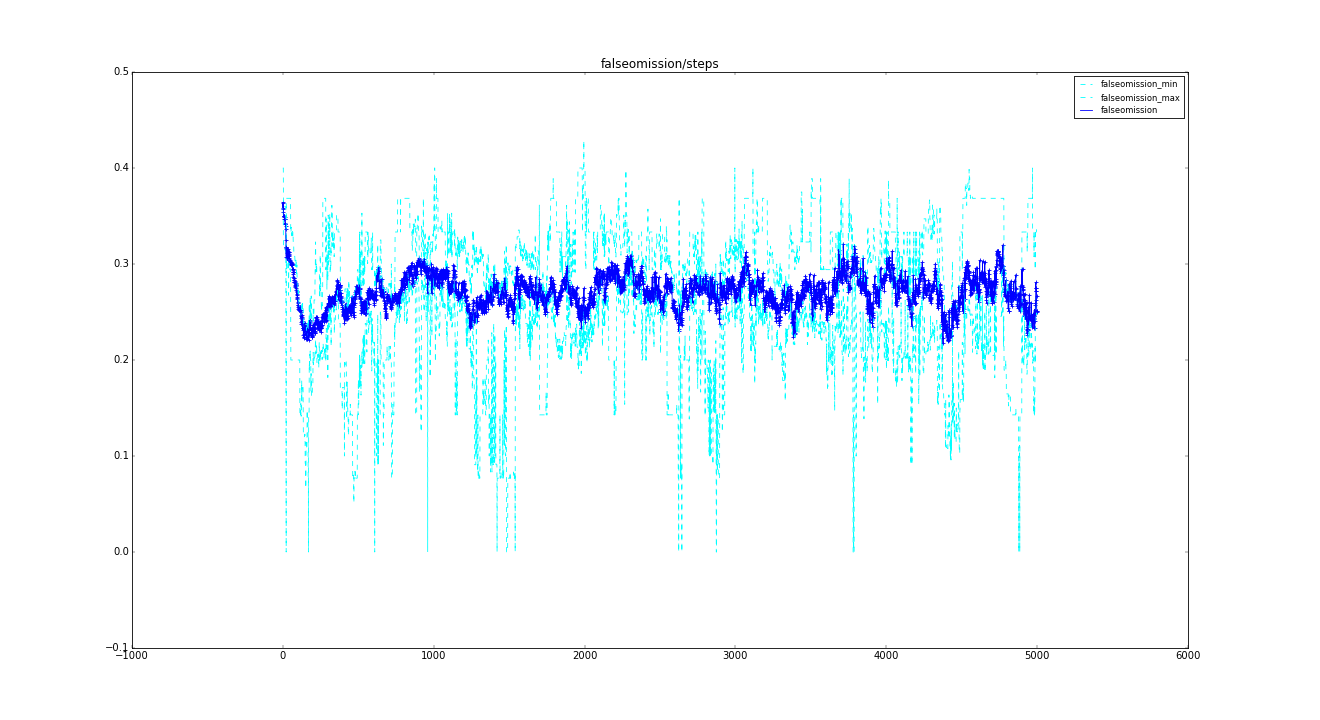 falseomission/steps
0.5
falseomission_min
falseomission_max
falseomission
0.4
0.3
0.2
0.1
0.0
−0.1
−1000 0 1000 2000 3000 4000 5000 6000